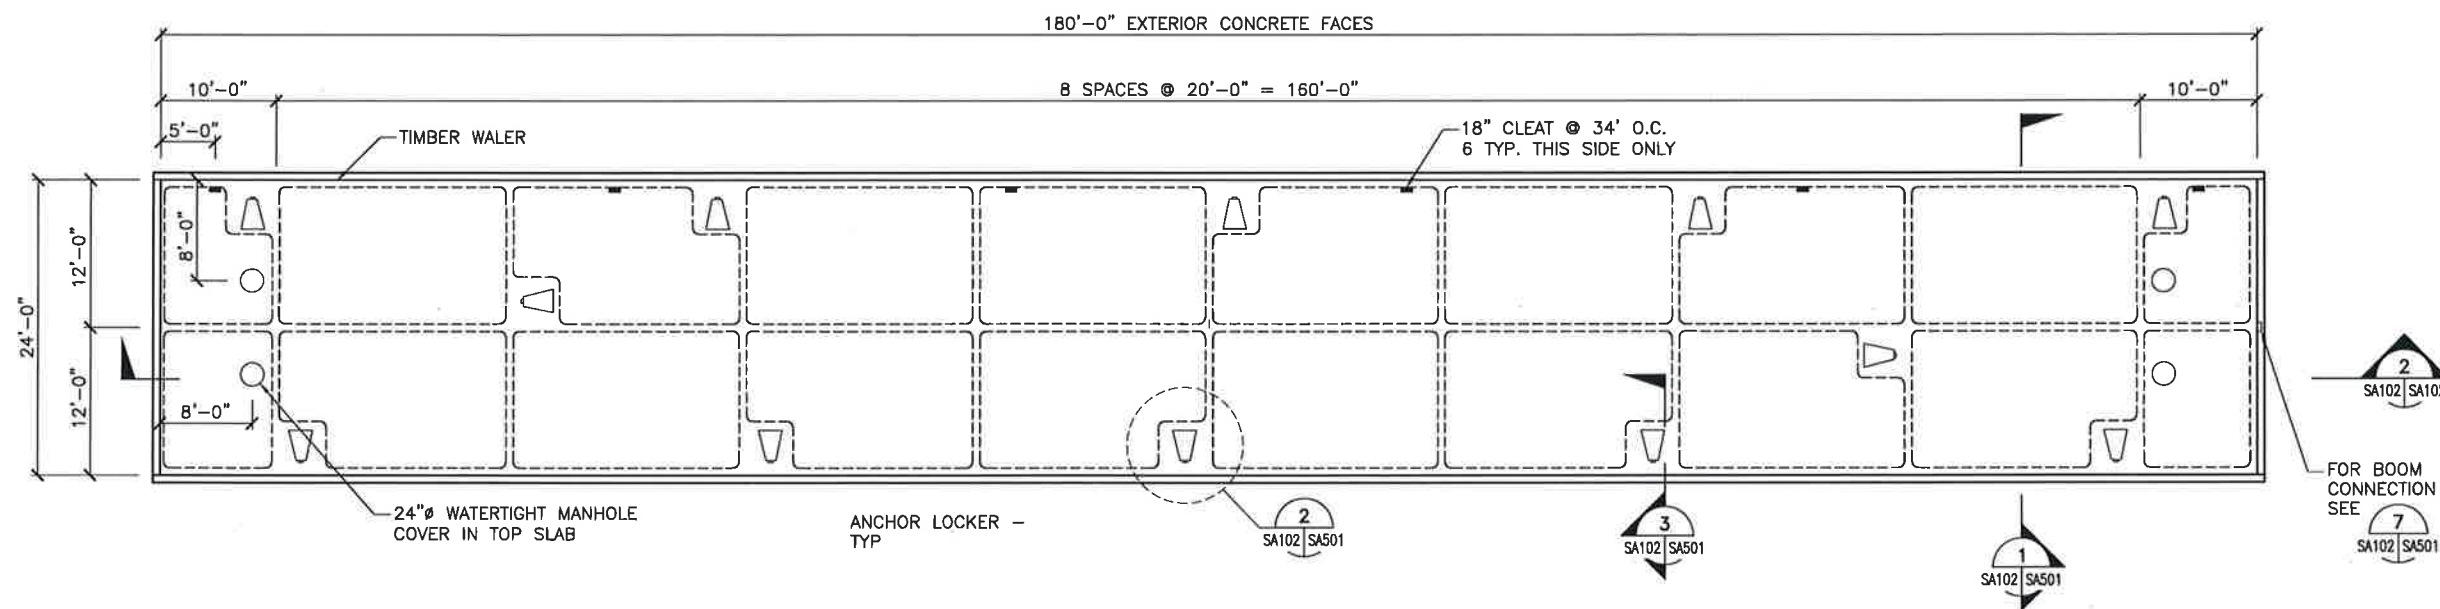 180'-0" EXTERIOR CONCRETE FACES
10'-0"
8 SPACES @ 20'-0" = 160'-0"
10'-0"
5'-0"
TIMBER WALER
18" CLEAT @ 34' O.C.
6 TYP. THIS SIDE ONLY
24'-0"
12'-0"
8'-0"
12'-0"
8'-0"
24"ø WATERTIGHT MANHOLE
COVER IN TOP SLAB
ANCHOR LOCKER -
TYP
2
SA102 SA501
3
SA102 SA501
1
SA102 SA501
2
SA102
FOR BOOM
CONNECTION
SEE
7
SA102 SA501